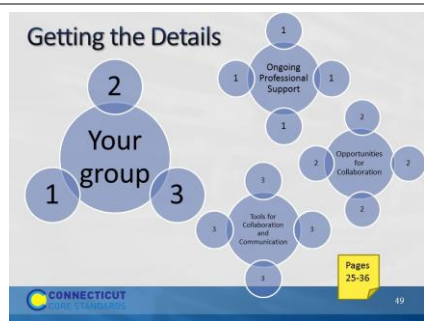 Getting the Details
2
Your
group
1
3
1
Ongoing
Professional
Support
1
1
1
2
Opportunities
for
Collaboration
2
2
2
3
Tools for
Collaboration
and
Communication
3
3
3
Pages
25-36
CONNECTICUT
CORE STANDARDS
49